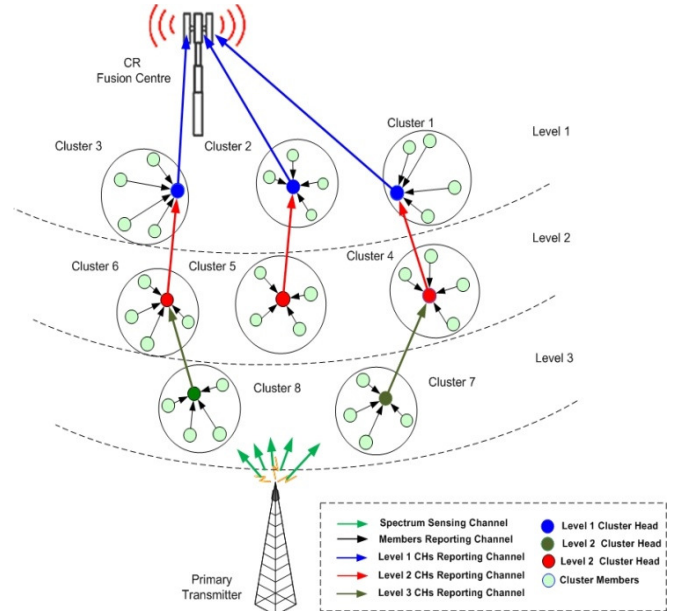 CR
Fusion Centre
Cluster 1
Level 1
Cluster 3
Cluster 2
Level 2
Cluster 6
Cluster 5
Cluster 4
Level 3
Cluster 8
Cluster 7
Primary
Transmitter
Spectrum Sensing Channel
Members Reporting Channel
Level 1 CHs Reporting Channel
Level 2 CHs Reporting Channel
Level 3 CHs Reporting Channel
Level 1 Cluster Head
Level 2 Cluster Head
Level 2 Cluster Head
Cluster Members